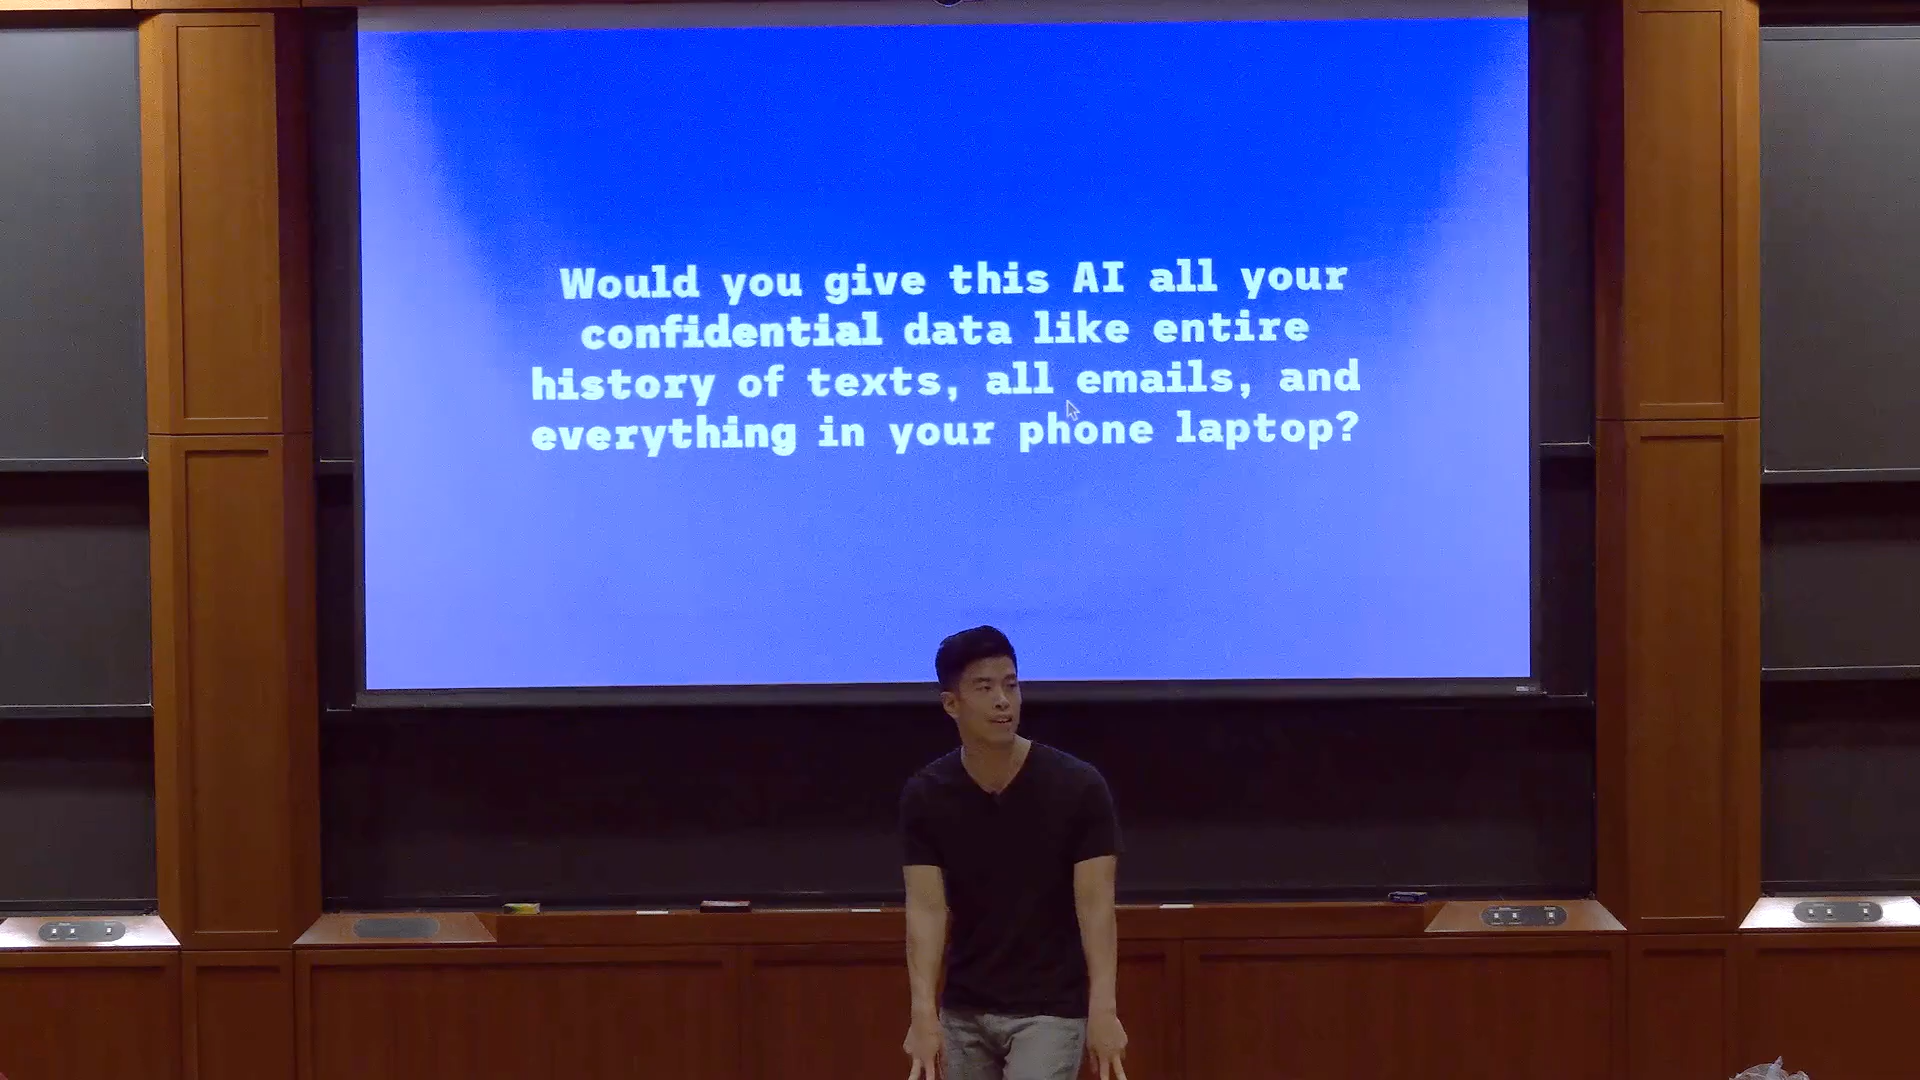 Would you give this AI all your
confidential data like entire
history of texts, all emails, and
everything in your phone laptop?